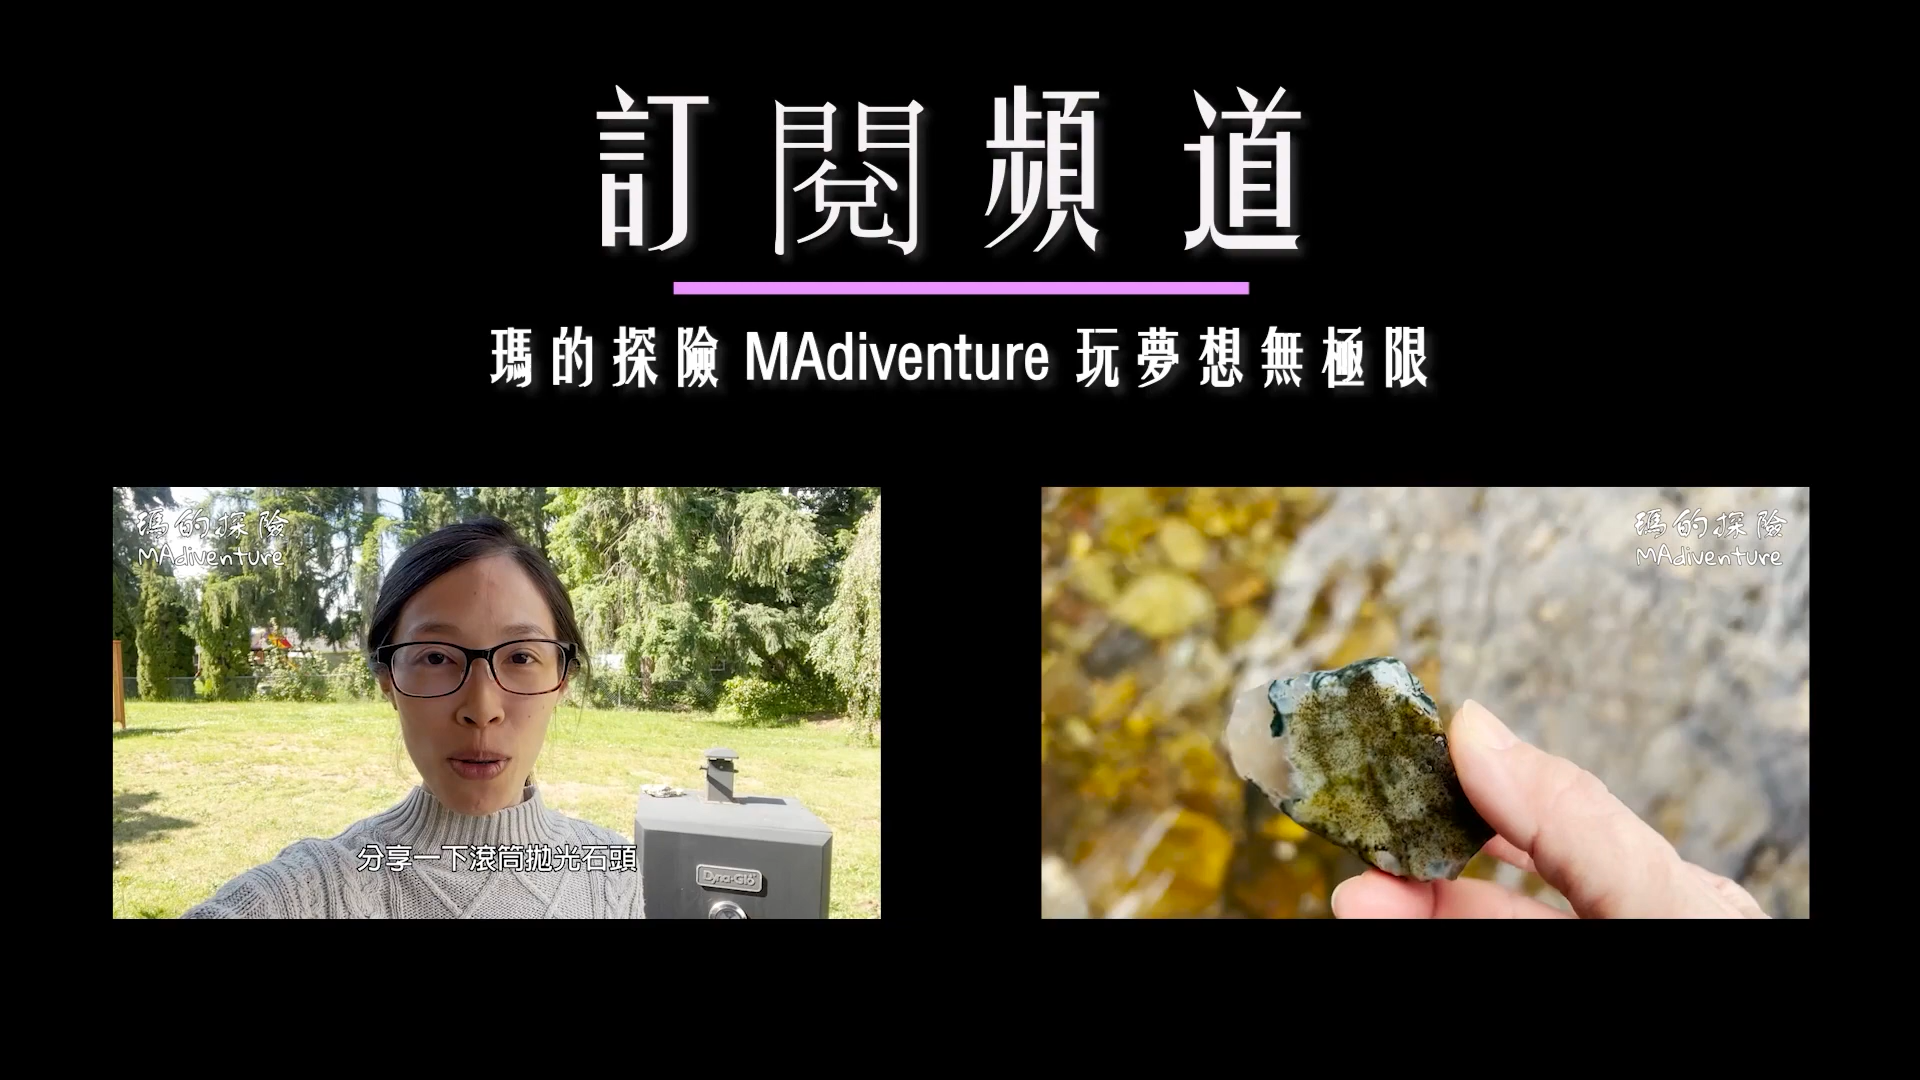 訂閱頻道
瑪的探險 MAdiventure 玩夢想無極限
瑪的探險
MAdiventure
分享一下滾筒拋光石頭
Dyna-Glo
瑪的探險
MAdiventure